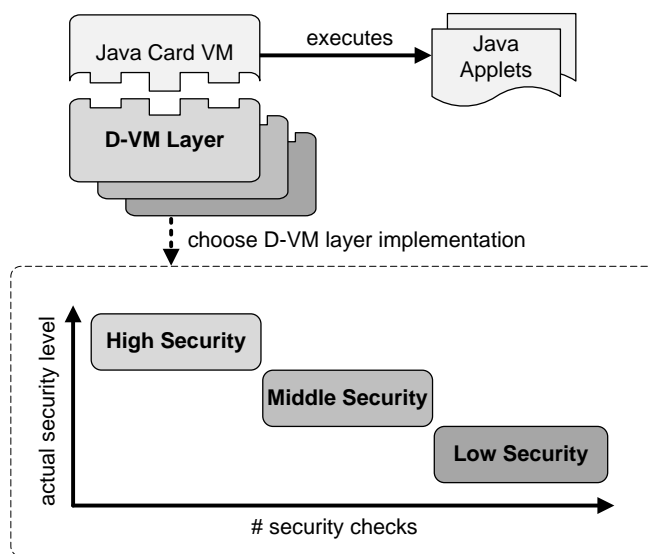 Java Card VM
executes
Java
Applets
D-VM Layer
choose D-VM layer implementation
actual security level
High Security
Middle Security
Low Security
# security checks